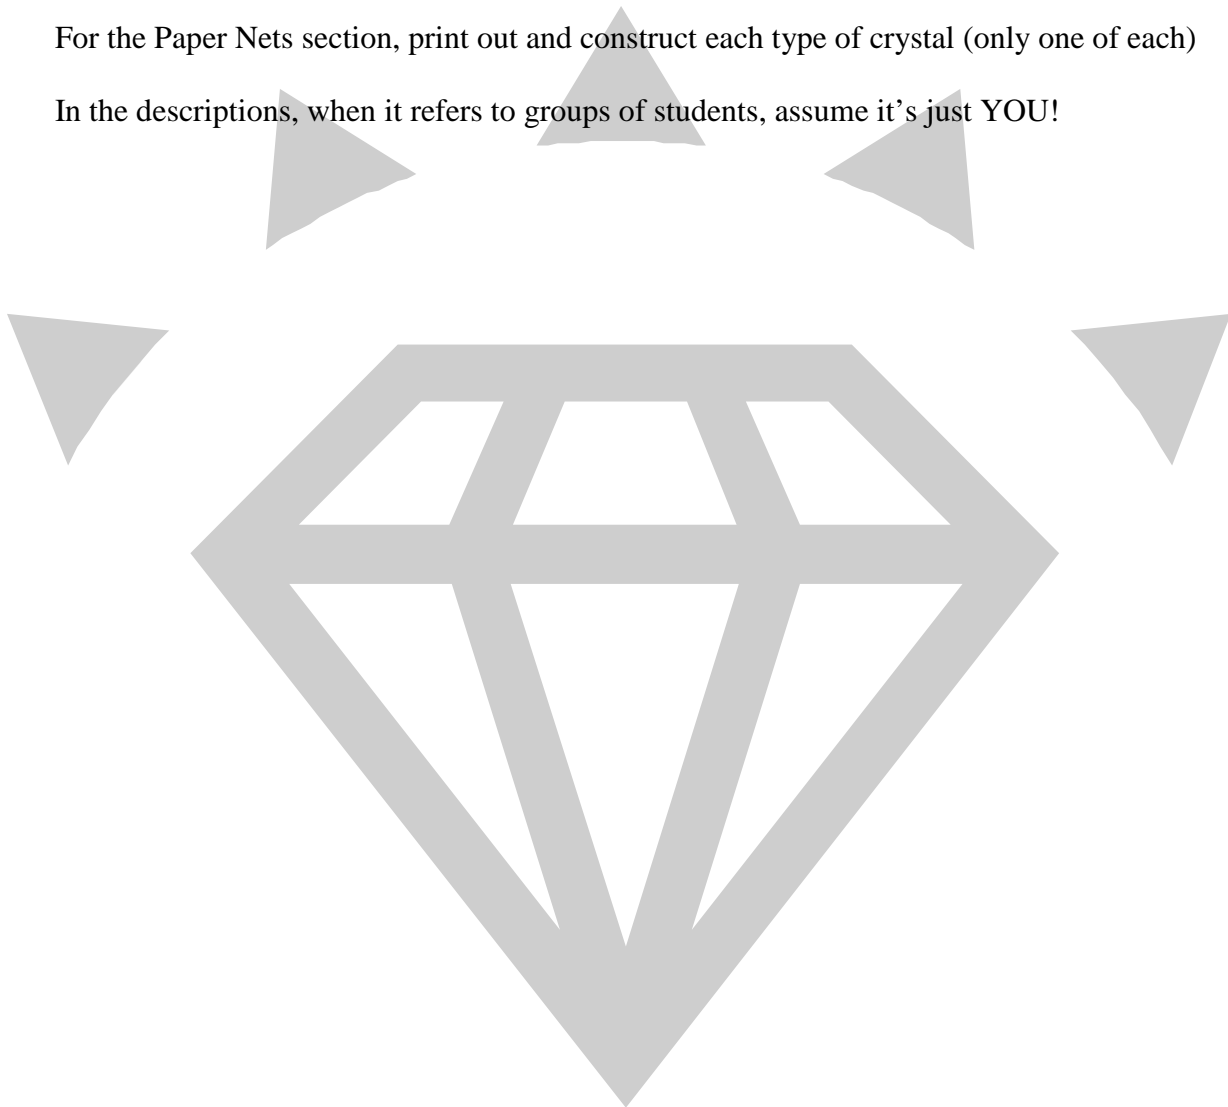 For the Paper Nets section, print out and construct each type of crystal (only one of each)
In the descriptions, when it refers to groups of students, assume it’s just YOU!